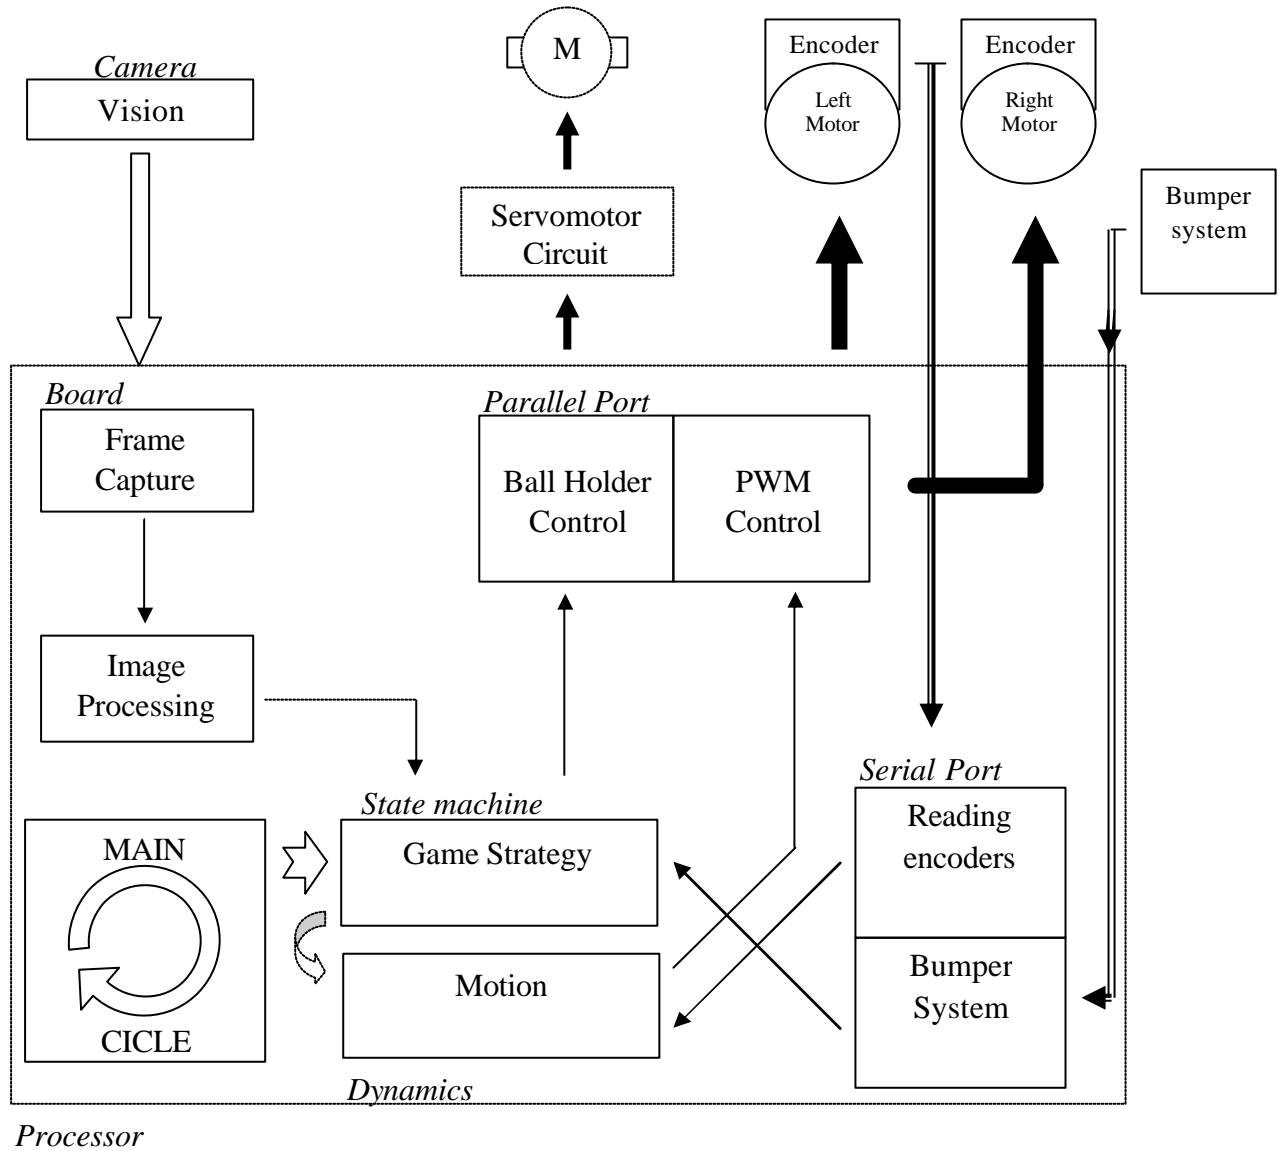 Camera
Vision
M
Servomotor
Circuit
Encoder
Left
Motor
Encoder
Right
Motor
Bumper
system
Board
Frame
Capture
Parallel Port
Ball Holder
Control
PWM
Control
Image
Processing
State machine
Game Strategy
MAIN
CICLE
Motion
Dynamics
Serial Port
Reading
encoders
Bumper
System
Processor